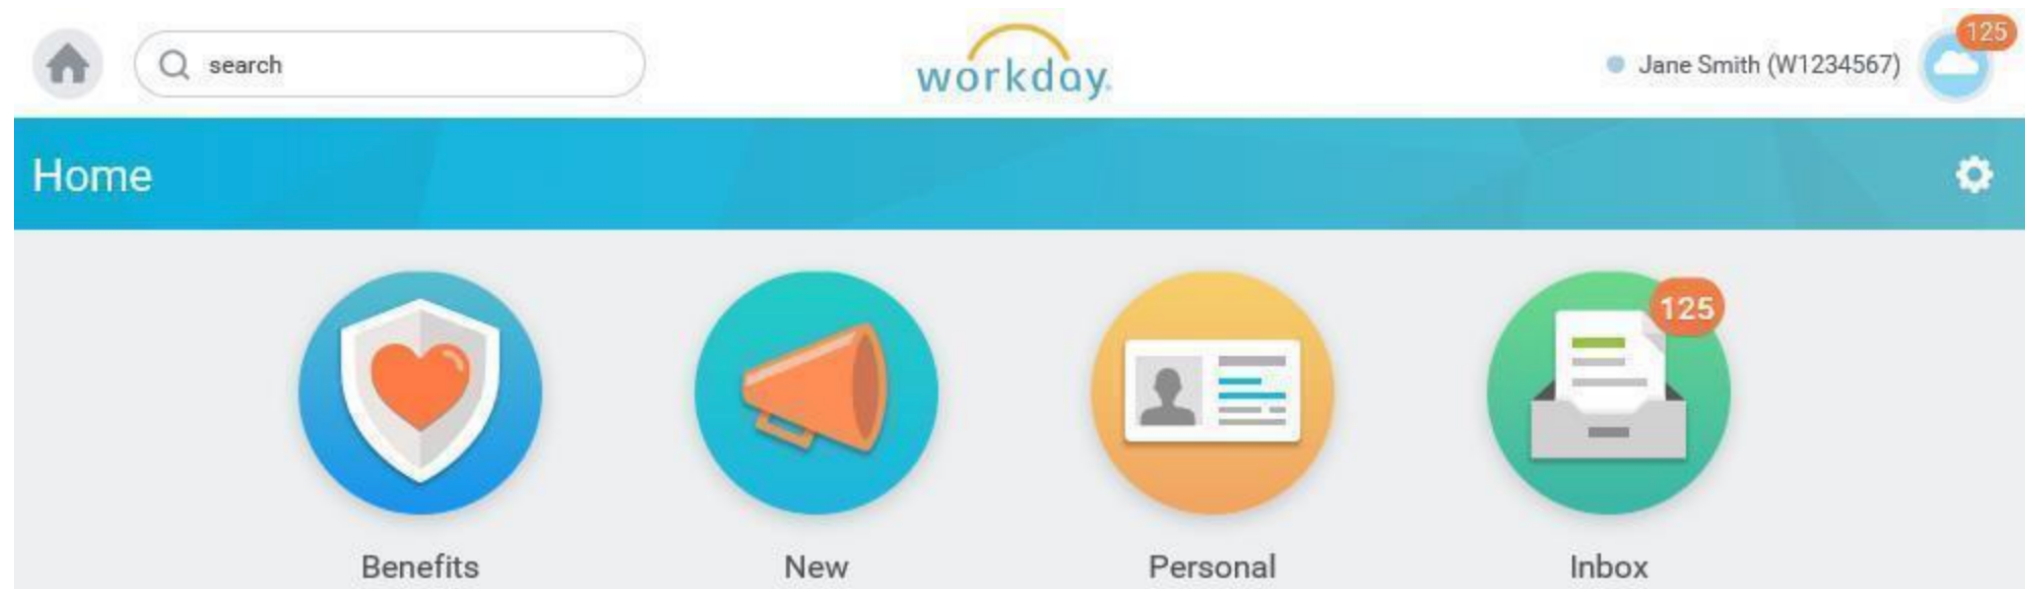 search
workday.
Jane Smith (W1234567)
125
Home
125
Benefits
New
Personal
Inbox